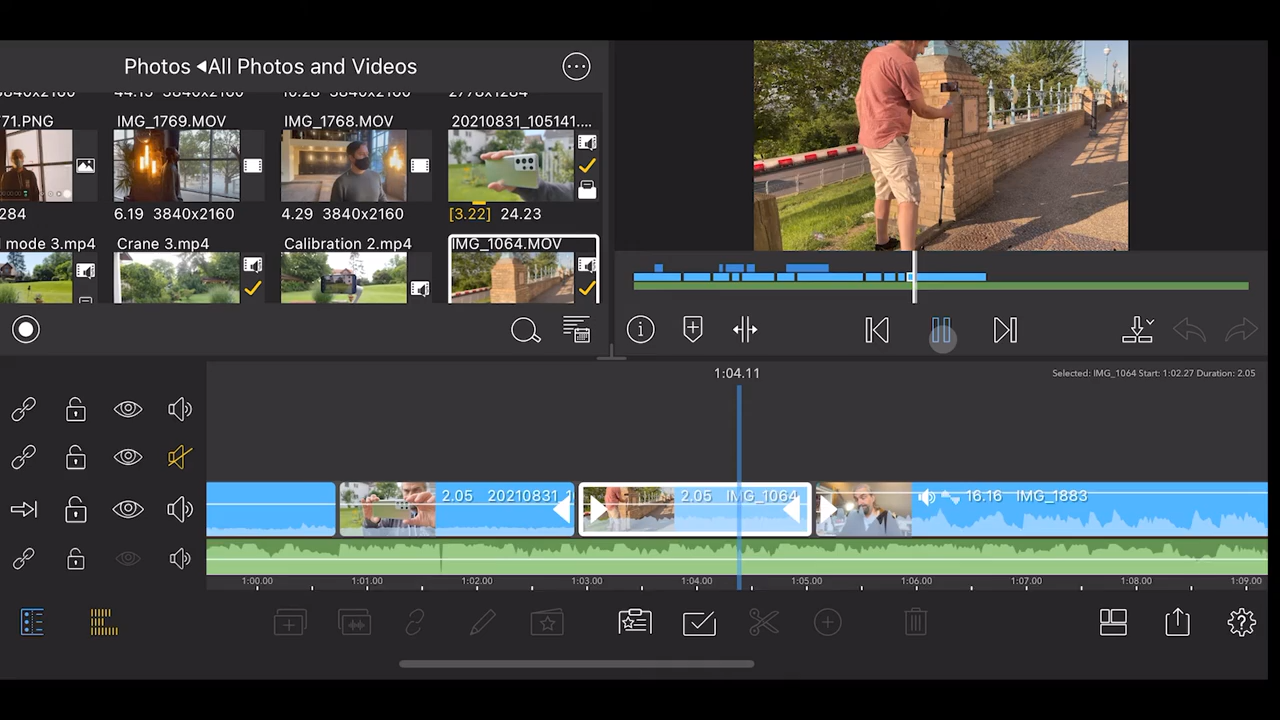 Photos ◂All Photos and Videos
44.15 3840x2160
10.28 3840x2160
2778x1284
71.PNG
IMG_1769.MOV
IMG_1768.MOV
20210831_105141....
284
6.19 3840x2160
4.29 3840x2160
[3.22] 24.23
l mode 3.mp4
Crane 3.mp4
Calibration 2.mp4
IMG_1064.MOV
1:04.11
Selected: IMG_1064 Start: 1:02.27 Duration: 2.05
2.05 20210831_1
2.05 IMG_1064
16.16 IMG_1883
1:00.00
1:01.00
1:02.00
1:03.00
1:04.00
1:05.00
1:06.00
1:07.00
1:08.00
1:09.00